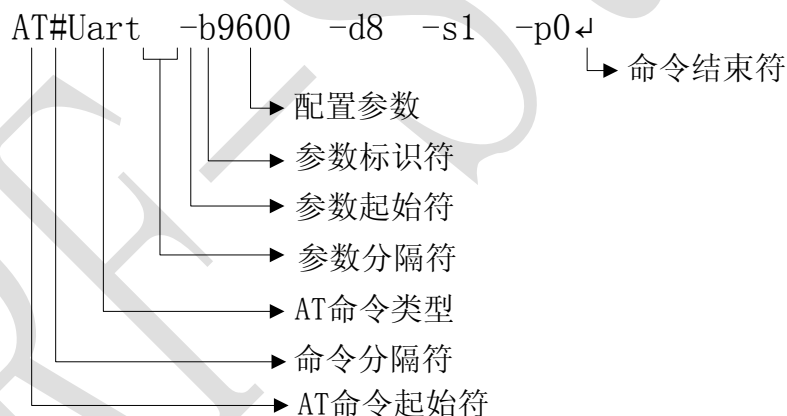 AT#Uart -b9600 -d8 -s1 -p0↲
命令结束符
配置参数
参数标识符
参数起始符
参数分隔符
AT命令类型
命令分隔符
AT命令起始符